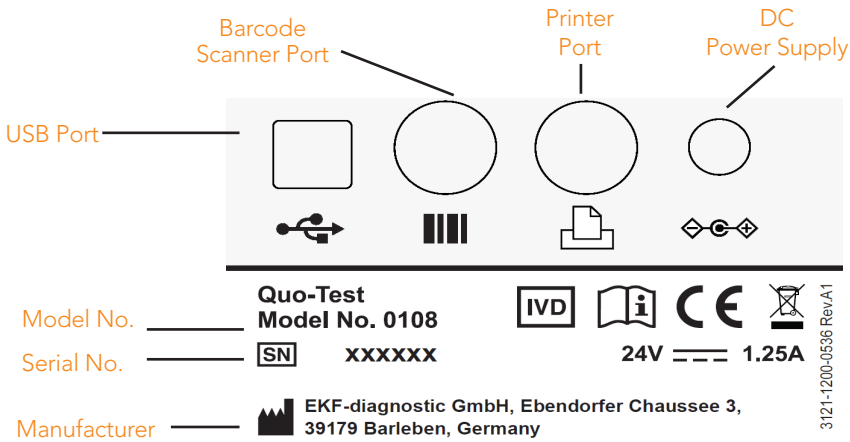 Barcode
Scanner Port
Printer
Port
DC
Power Supply
USB Port
Quo-Test
Model No. 0108
IVD
i
CE
Model No.
SN
xxxxxx
24V
1.25A
Serial No.
3121-1200-0536 Rev.A1
Manufacturer
EKF-diagnostic GmbH, Ebendorfer Chaussee 3,
39179 Barleben, Germany